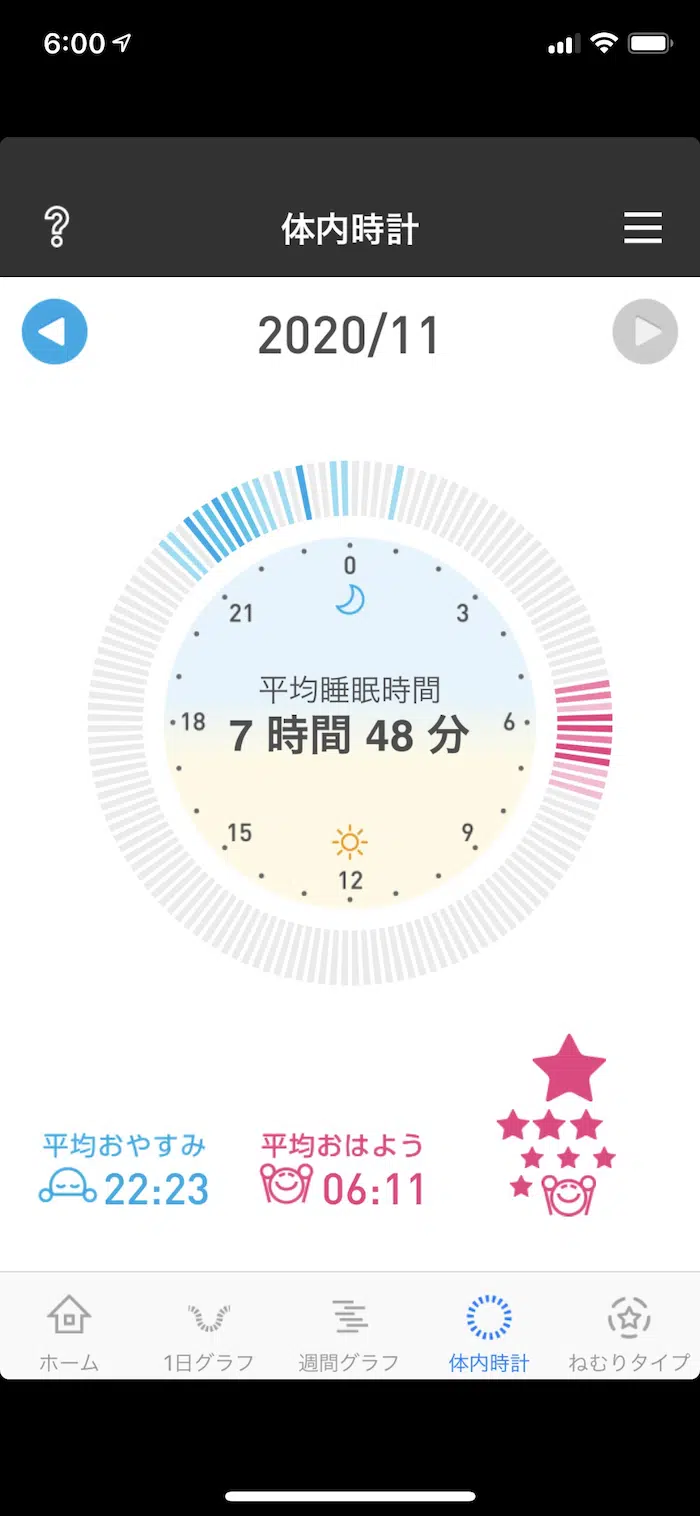 6:00
体内時計
2020/11
0
21
3
平均睡眠時間
18
7 時間 48 分
6
15
9
12
平均おやすみ
22:23
平均おはよう
06:11
ホーム
1日グラフ
週間グラフ
体内時計
ねむりタイプ